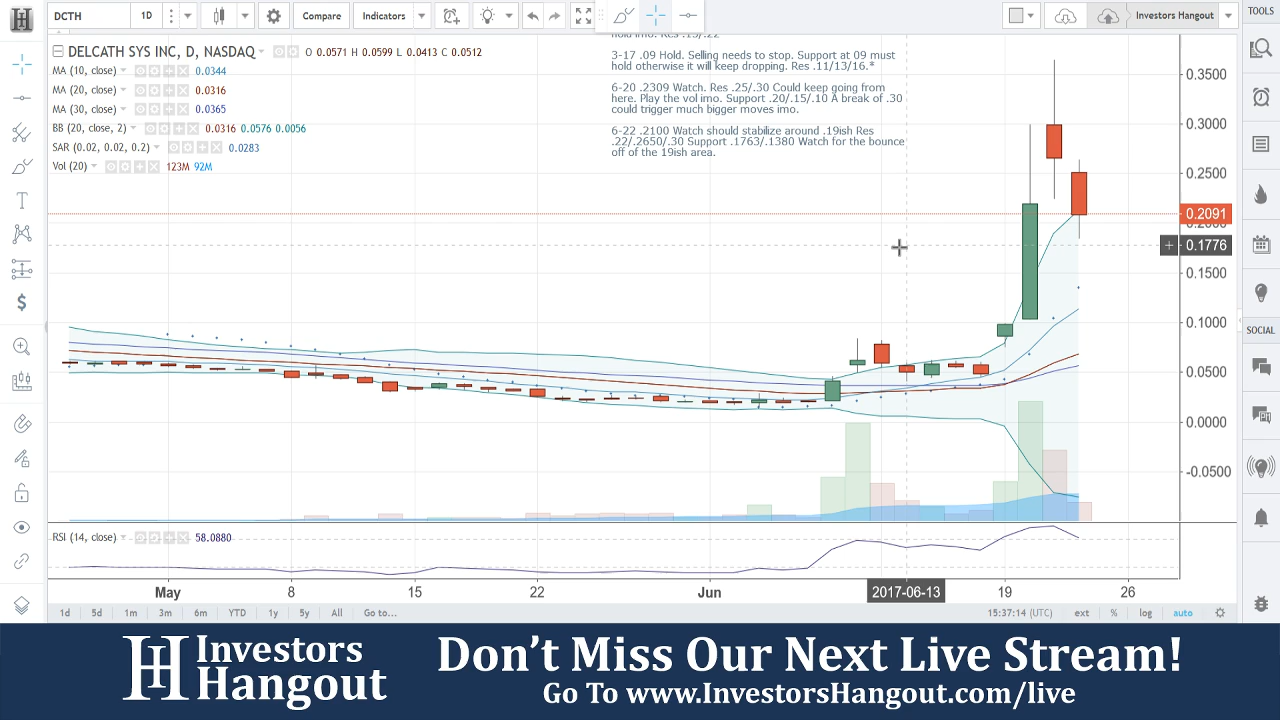 DCTH
1D
Compare
Indicators
Investors Hangout
TOOLS
DELCATH SYS INC, D, NASDAQ
O 0.0571 H 0.0599 L 0.0413 C 0.0512
MA (10, close) 0.0344
MA (20, close) 0.0316
MA (30, close) 0.0365
BB (20, close, 2) 0.0316 0.0576 0.0056
SAR (0.02, 0.02, 0.2) 0.0283
Vol (20) 123M 92M
3-17 .09 Hold. Selling needs to stop. Support at 09 must
hold otherwise it will keep dropping. Res .11/13/16.*
6-20 .2309 Watch. Res .25/.30 Could keep going from
here. Play the vol imo. Support .20/.15/.10 A break of .30
could trigger much bigger moves imo.
6-22 .2100 Watch should stabilize around .19ish Res
.22/.2650/.30 Support .1763/.1380 Watch for the bounce
off of the 19ish area.
0.3500
0.3000
0.2500
0.2091
0.2000
0.1776
0.1500
0.1000
0.0500
0.0000
-0.0500
SOCIAL
RSI (14, close) 58.0880
May
8
15
22
Jun
2017-06-13
19
26
1d
5d
1m
3m
6m
YTD
1y
5y
All
Go to...
15:37:14 (UTC)
ext
%
log
auto
Investors
Hangout
Don't Miss Our Next Live Stream!
Go To www.InvestorsHangout.com/live